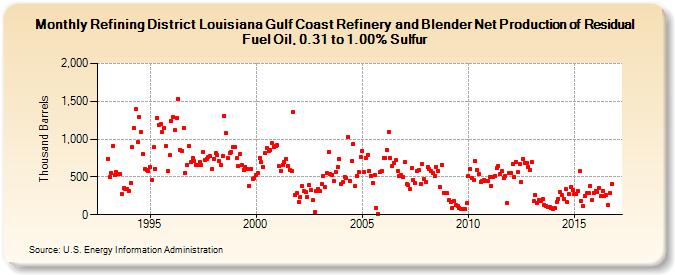 Monthly Refining District Louisiana Gulf Coast Refinery and Blender Net Production of Residual
Fuel Oil, 0.31 to 1.00% Sulfur
Thousand Barrels
2,000
1,500
1,000
500
0
1995
2000
2005
2010
2015
Source: U.S. Energy Information Administration